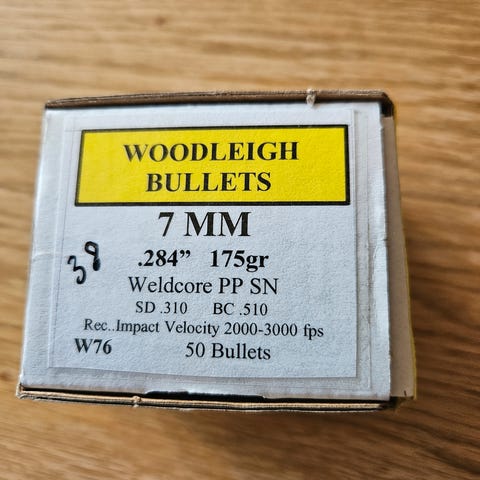 WOODLEIGH
BULLETS
7 MM
.284” 175gr
38
Weldcore PP SN
SD .310 BC .510
Rec..Impact Velocity 2000-3000 fps
W76 50 Bullets